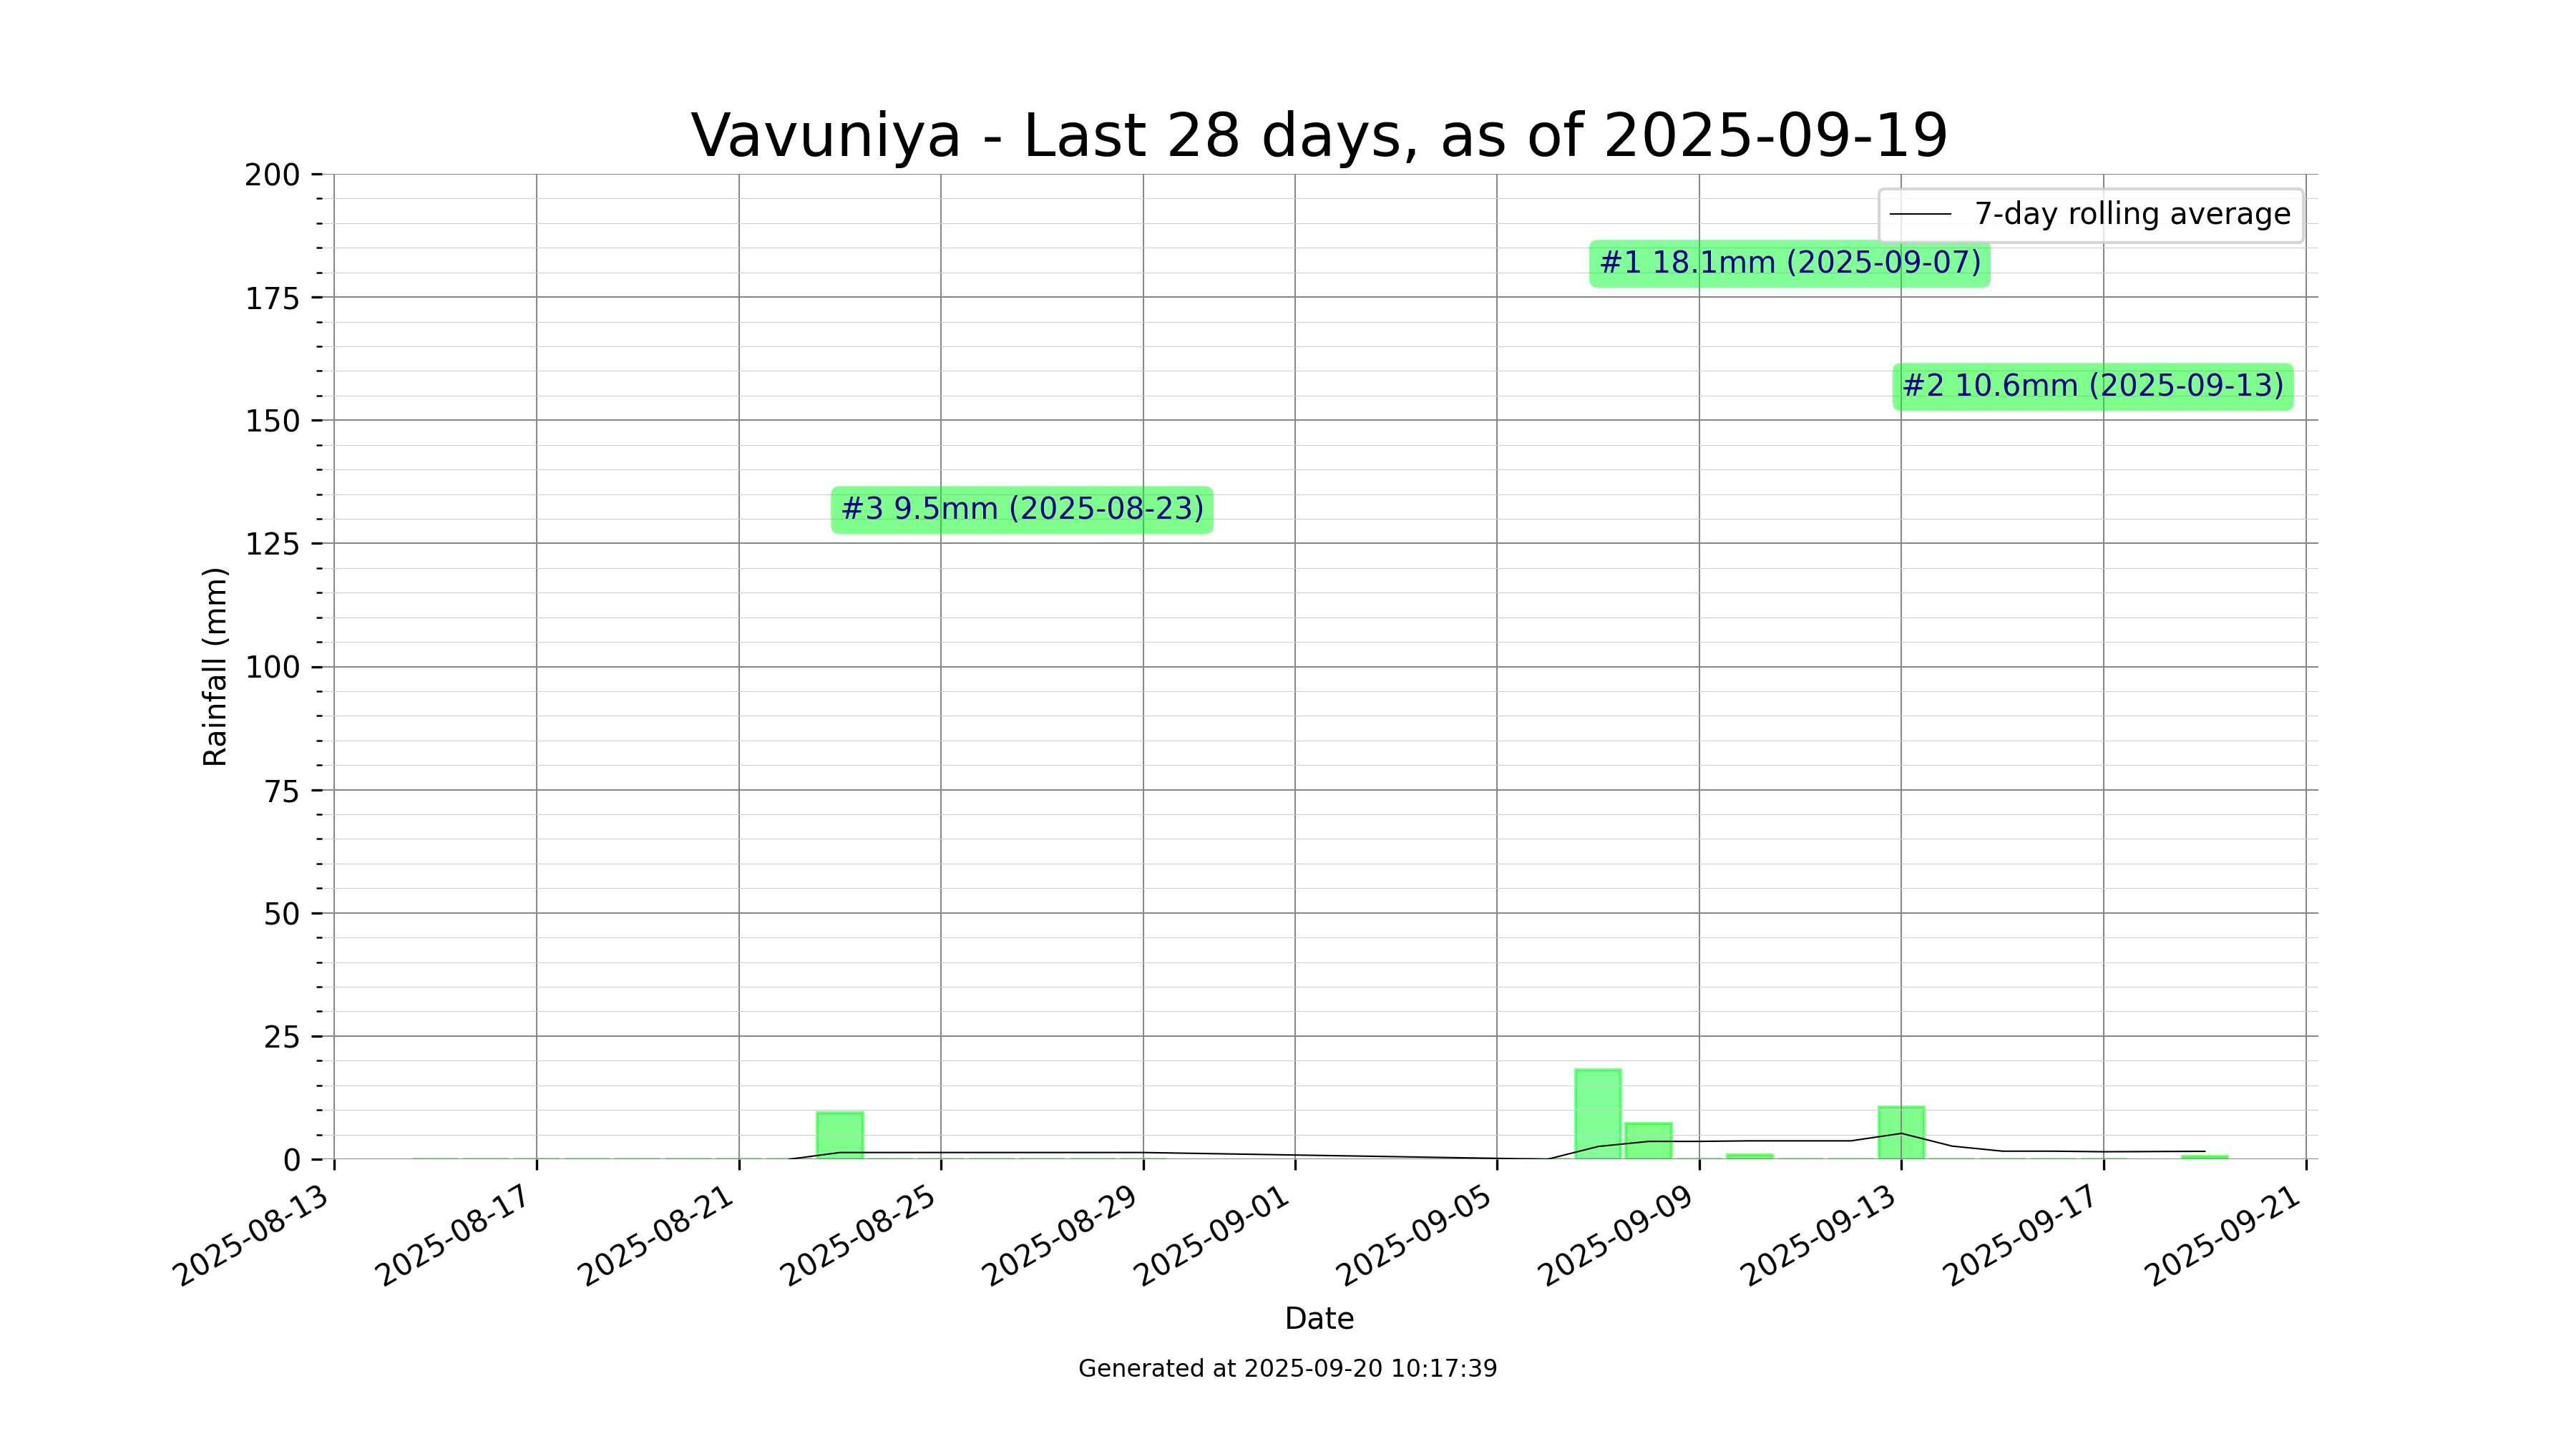 Vavuniya - Last 28 days, as of 2025-09-19
200
175
150
125
100
75
50
25
0
Rainfall (mm)
7-day rolling average
#1 18.1mm (2025-09-07)
#2 10.6mm (2025-09-13)
#3 9.5mm (2025-08-23)
2025-08-13
2025-08-17
2025-08-21
2025-08-25
2025-08-29
2025-09-01
2025-09-05
2025-09-09
2025-09-13
2025-09-17
2025-09-21
Date
Generated at 2025-09-20 10:17:39